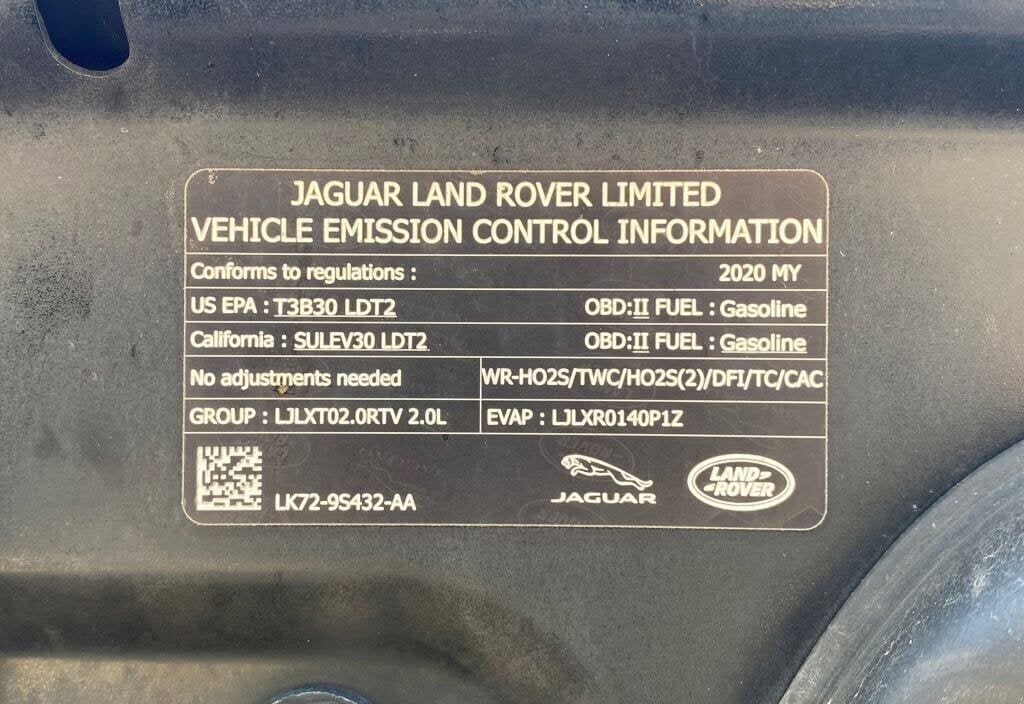 JAGUAR LAND ROVER LIMITED
VEHICLE EMISSION CONTROL INFORMATION
Conforms to regulations : 2020 MY
US EPA : T3B30 LDT2 OBD:II FUEL : Gasoline
California : SULEV30 LDT2 OBD:II FUEL : Gasoline
No adjustments needed WR-HO2S/TWC/HO2S(2)/DFI/TC/CAC
GROUP : LJLXT02.0RTV 2.0L EVAP : LJLXR0140P1Z
LK72-9S432-AA
JAGUAR
LAND-
-ROVER